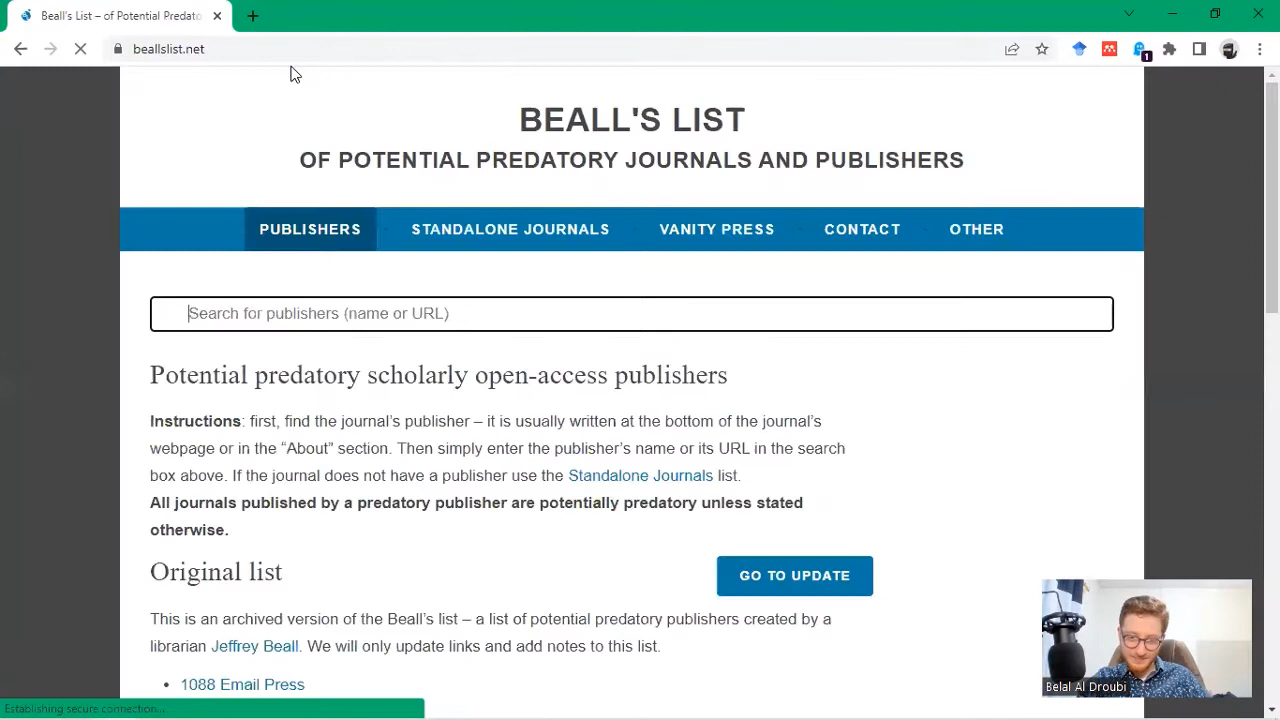 Beall's List – of Potential Predato
beallslist.net
1
BEALL'S LIST
OF POTENTIAL PREDATORY JOURNALS AND PUBLISHERS
PUBLISHERS STANDALONE JOURNALS VANITY PRESS CONTACT OTHER
Search for publishers (name or URL)
Potential predatory scholarly open-access publishers
Instructions: first, find the journal's publisher – it is usually written at the bottom of the journal's
webpage or in the “About” section. Then simply enter the publisher's name or its URL in the search
box above. If the journal does not have a publisher use the Standalone Journals list.
All journals published by a predatory publisher are potentially predatory unless stated
otherwise.
Original list
GO TO UPDATE
This is an archived version of the Beall's list – a list of potential predatory publishers created by a
librarian Jeffrey Beall. We will only update links and add notes to this list.
• 1088 Email Press
Belal Al Droubi
Establishing secure connection...